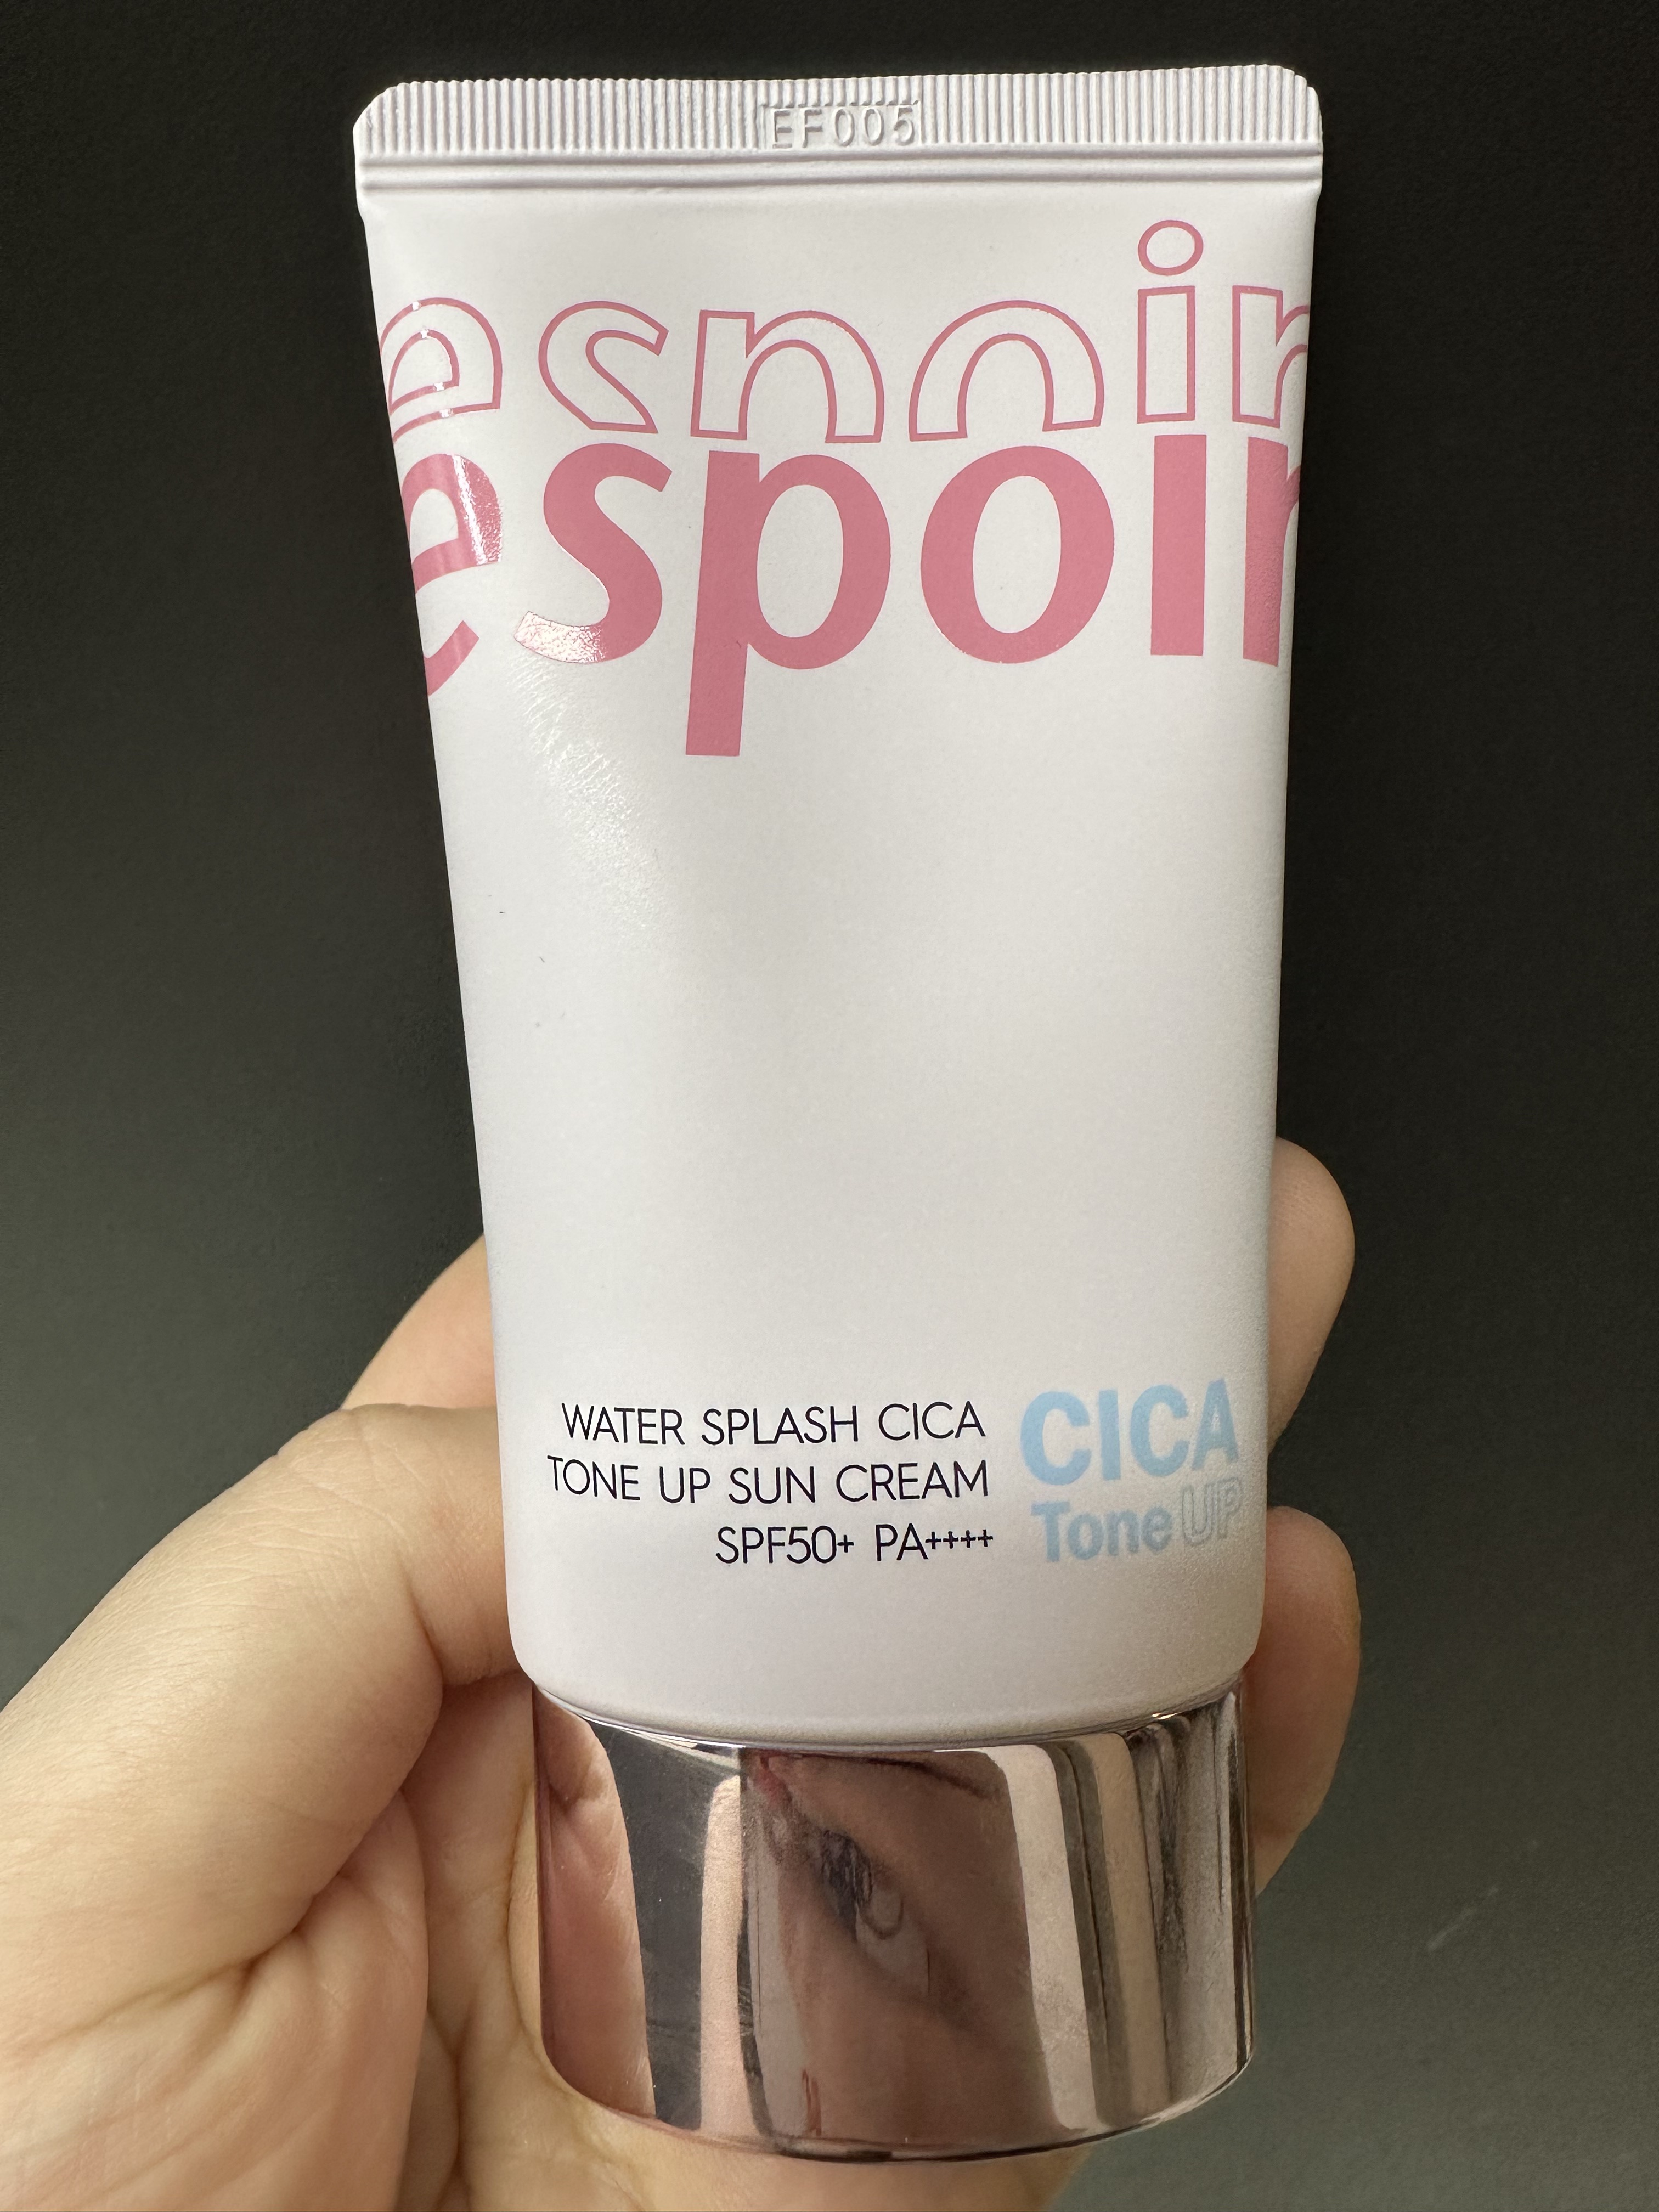 EF005
espoir
espoir
WATER SPLASH CICA
TONE UP SUN CREAM
SPF50+ PA++++
CICA
Tone UP